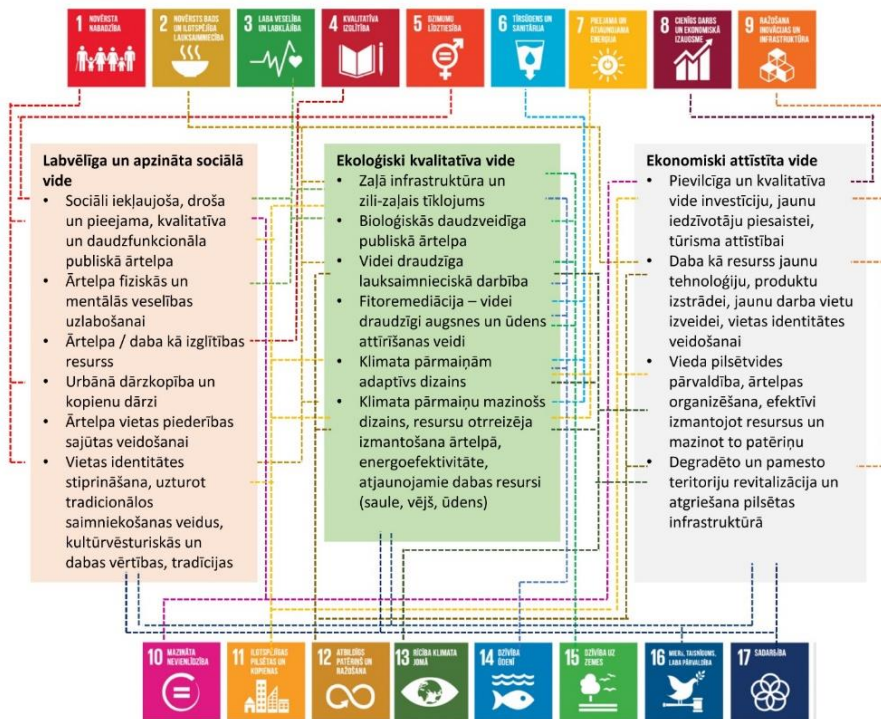 1 NOVĒRSTA
NABADZĪBA
2 NOVĒRSTS BADS
UN ILGTSPĒJĪGA
LAUKSAIMNIECĪBA
3 LABA VESELĪBA
UN LABKLĀJĪBA
4 KVALITATĪVA
IZGLĪTĪBA
5 DZIMUMU
LĪDZTIESĪBA
6 TĪRS ŪDENS UN
SANITĀRIJA
7 PIEEJAMA UN
ATJAUNOJAMA
ENERĢIJA
8 CIENĪGS DARBS
UN EKONOMISKĀ
IZAUGSME
9 RAŽOŠANA
INOVĀCIJAS UN
INFRASTRUKTŪRA
Labvēlīga un apzināta sociālā
vide
• Sociāli iekļaujoša, droša
un pieejama, kvalitatīva
un daudzfunkcionāla
publiskā ārtelpa
• Ārtelpa fiziskās un
mentālās veselības
uzlabošanai
• Ārtelpa / daba kā izglītības
resurss
• Urbānā dārzkopība un
kopienu dārzi
• Ārtelpa vietas piederības
sajūtas veidošanai
• Vietas identitātes
stiprināšana, uzturot
tradicionālos
saimniekošanas veidus,
kultūrvēsturiskās un
dabas vērtības, tradīcijas
Ekoloģiski kvalitatīva vide
• Zaļā infrastruktūra un
zili-zaļais tīklojums
• Bioloģiskās daudzveidīga
publiskā ārtelpa
• Videi draudzīga
lauksaimnieciskā darbība
• Fitoremediācija – videi
draudzīgi augsnes un ūdens
attīrīšanas veidi
• Klimata pārmaiņām
adaptīvs dizains
• Klimata pārmaiņu mazinošs
dizains, resursu otrreizēja
izmantošana ārtelpā,
energoefektivitāte,
atjaunojamie dabas resursi
(saule, vējš, ūdens)
Ekonomiski attīstīta vide
• Pievilcīga un kvalitatīva
vide investīciju, jaunu
iedzīvotāju piesaistei,
tūrisma attīstībai
• Daba kā resurss jaunu
tehnoloģiju, produktu
izstrādei, jaunu darba vietu
izveidei, vietas identitātes
veidošanai
• Vieda pilsētvides
pārvaldība, ārtelpas
organizēšana, efektīvi
izmantojot resursus un
mazinot to patēriņu
• Degradēto un pamesto
teritoriju revitalizācija un
atgriešana pilsētas
infrastruktūrā
10 MAZINĀTA
NEVIENLĪDZĪBA
11 ILGTSPĒJĪGAS
PILSĒTAS UN
KOPIENAS
12 ATBILDĪGS
PATĒRIŅŠ UN
RAŽOŠANA
13 RĪCĪBA KLIMATA
JOMĀ
14 DZĪVĪBA
ŪDENĪ
15 DZĪVĪBA UZ
ZEMES
16 MIERS, TAISNĪGUMS,
LABA PĀRVALDĪBA
17 SADARBĪBA